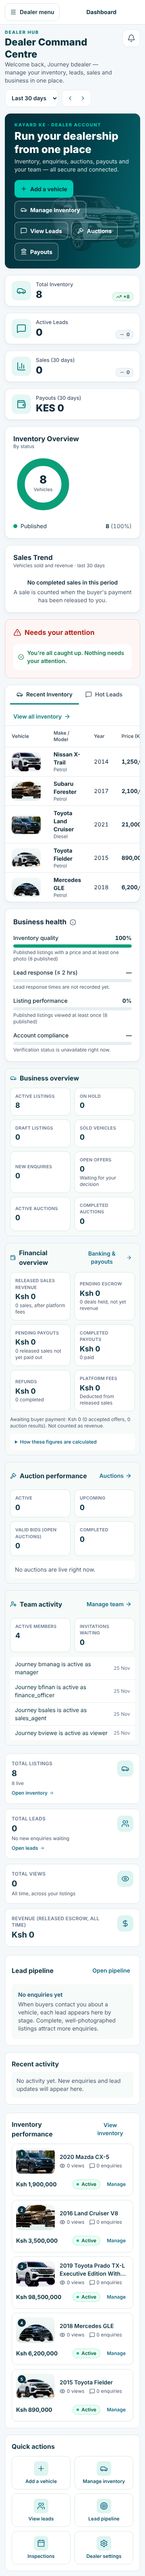 Dealer menu
Dashboard
DEALER HUB
Dealer Command
Centre
Welcome back, Journey bdealer —
manage your inventory, leads, sales and
business in one place.
Last 30 days
KAYARD KE · DEALER ACCOUNT
Run your dealership
from one place
Inventory, enquiries, auctions, payouts and
your team — all secure and connected.
Add a vehicle
Manage Inventory
View Leads
Auctions
Payouts
Total Inventory
8
+8
Active Leads
0
0
Sales (30 days)
0
0
Payouts (30 days)
KES 0
Inventory Overview
By status
8
Vehicles
Published
8 (100%)
Sales Trend
Vehicles sold and revenue · last 30 days
No completed sales in this period
A sale is counted when the buyer's payment
has been released to you.
Needs your attention
You're all caught up. Nothing needs
your attention.
Recent Inventory
Hot Leads
View all inventory →
Vehicle
Make /
Model
Year
Price (K
Nissan X-
Trail
Petrol
2014
1,250,
Subaru
Forester
Petrol
2017
2,100,
Toyota
Land
Cruiser
Diesel
2021
21,000
Toyota
Fielder
Petrol
2015
890,00
Mercedes
GLE
Petrol
2018
6,200,
Business health
Inventory quality
100%
Published listings with a price and at least one
photo (8 published)
Lead response (≤ 2 hrs)
—
Lead response times are not recorded yet.
Listing performance
0%
Published listings viewed at least once (8
published)
Account compliance
—
Verification status is unavailable right now.
Business overview
ACTIVE LISTINGS
8
ON HOLD
0
DRAFT LISTINGS
0
SOLD VEHICLES
0
NEW ENQUIRIES
0
OPEN OFFERS
0
Waiting for your
decision
ACTIVE AUCTIONS
0
COMPLETED
AUCTIONS
0
Financial
overview
Banking &
payouts
→
RELEASED SALES
REVENUE
Ksh 0
0 sales, after platform
fees
PENDING ESCROW
Ksh 0
0 deals held, not yet
revenue
PENDING PAYOUTS
Ksh 0
0 released sales not
yet paid out
COMPLETED
PAYOUTS
Ksh 0
0 paid
REFUNDS
Ksh 0
0 completed
PLATFORM FEES
Ksh 0
Deducted from
released sales
Awaiting buyer payment: Ksh 0 (0 accepted offers, 0
auction results). Not counted as revenue.
How these figures are calculated
Auction performance
Auctions →
ACTIVE
0
UPCOMING
0
VALID BIDS (OPEN
AUCTIONS)
0
COMPLETED
0
No auctions are live right now.
Team activity
Manage team →
ACTIVE MEMBERS
4
INVITATIONS
WAITING
0
Journey bmanag is active as
manager
25 Nov
Journey bfinan is active as
finance_officer
25 Nov
Journey bsales is active as
sales_agent
25 Nov
Journey bviewe is active as viewer
25 Nov
TOTAL LISTINGS
8
8 live
Open inventory →
TOTAL LEADS
0
No new enquiries waiting
Open leads →
TOTAL VIEWS
0
All time, across your listings
REVENUE (RELEASED ESCROW, ALL
TIME)
Ksh 0
Lead pipeline
Open pipeline
No enquiries yet
When buyers contact you about a
vehicle, each lead appears here by
stage. Complete, well-photographed
listings attract more enquiries.
Recent activity
No activity yet. New enquiries and lead
updates will appear here.
Inventory
performance
View
inventory
1
2020 Mazda CX-5
0 views
0 enquiries
Ksh 1,900,000
Active
Manage
2
2016 Land Cruiser V8
0 views
0 enquiries
Ksh 3,500,000
Active
Manage
3
2019 Toyota Prado TX-L
Executive Edition With...
0 views
0 enquiries
Ksh 98,500,000
Active
Manage
4
2018 Mercedes GLE
0 views
0 enquiries
Ksh 6,200,000
Active
Manage
5
2015 Toyota Fielder
0 views
0 enquiries
Ksh 890,000
Active
Manage
Quick actions
Add a vehicle
Manage inventory
View leads
Lead pipeline
Inspections
Dealer settings